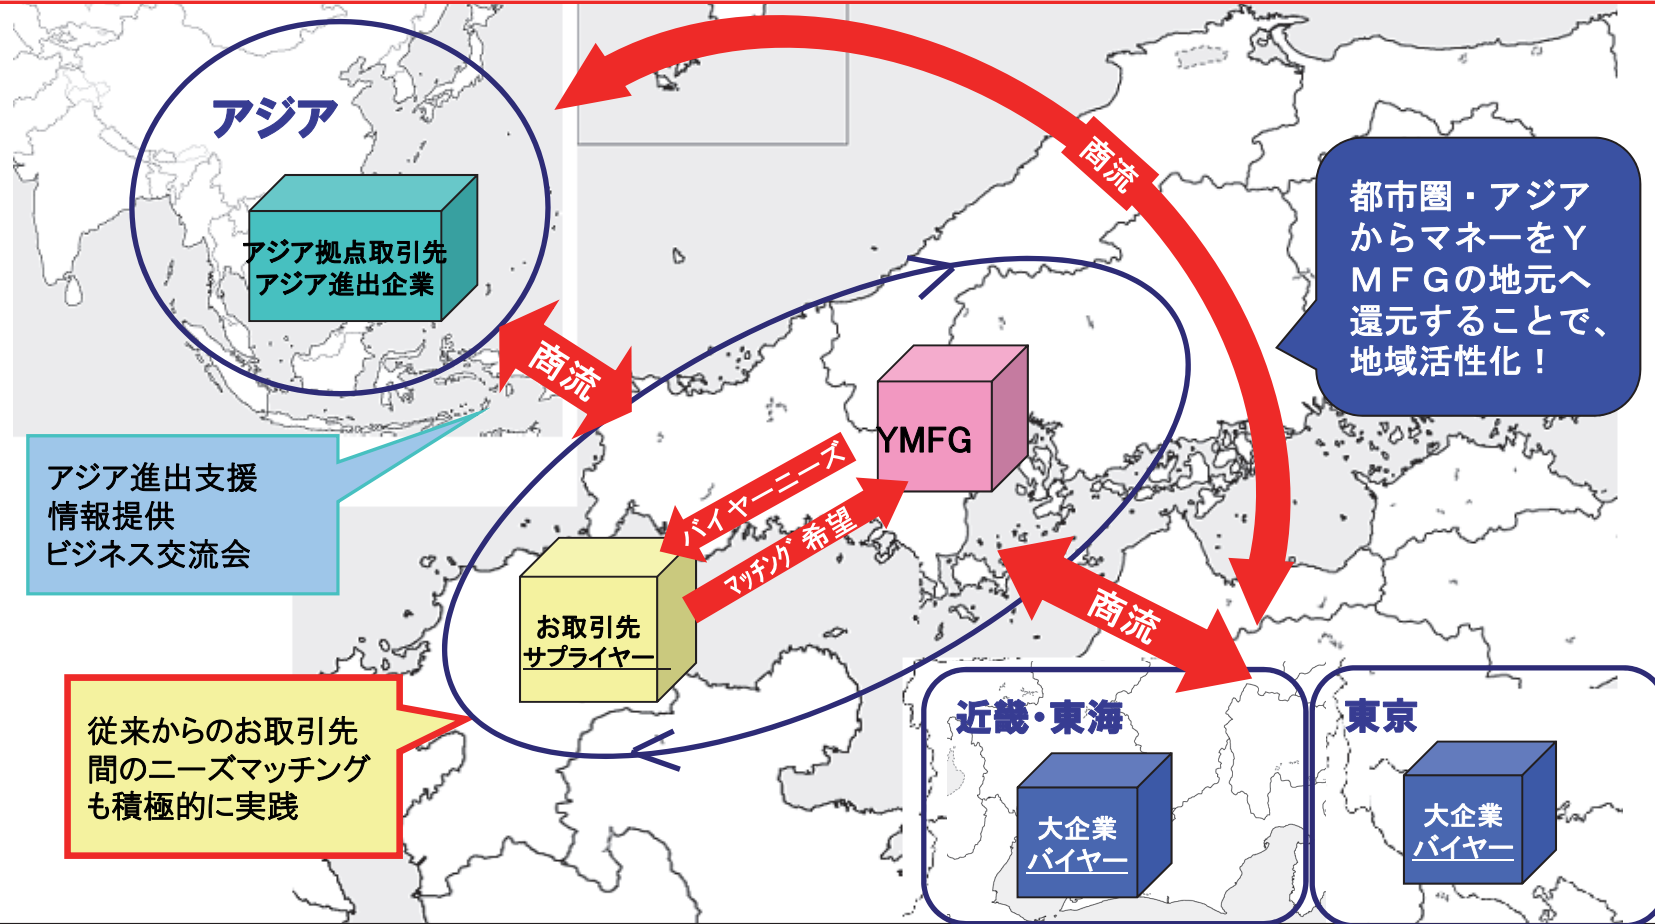 アジア
アジア拠点取引先
アジア進出企業
商流
商流
都市圏・アジア
からマネーをY
MFGの地元へ
還元することで、
地域活性化！
アジア進出支援
情報提供
ビジネス交流会
YMFG
バイヤーニーズ
マッチング希望
お取引先
サプライヤー
商流
従来からのお取引先
間のニーズマッチング
も積極的に実践
近畿・東海
大企業
バイヤー
東京
大企業
バイヤー